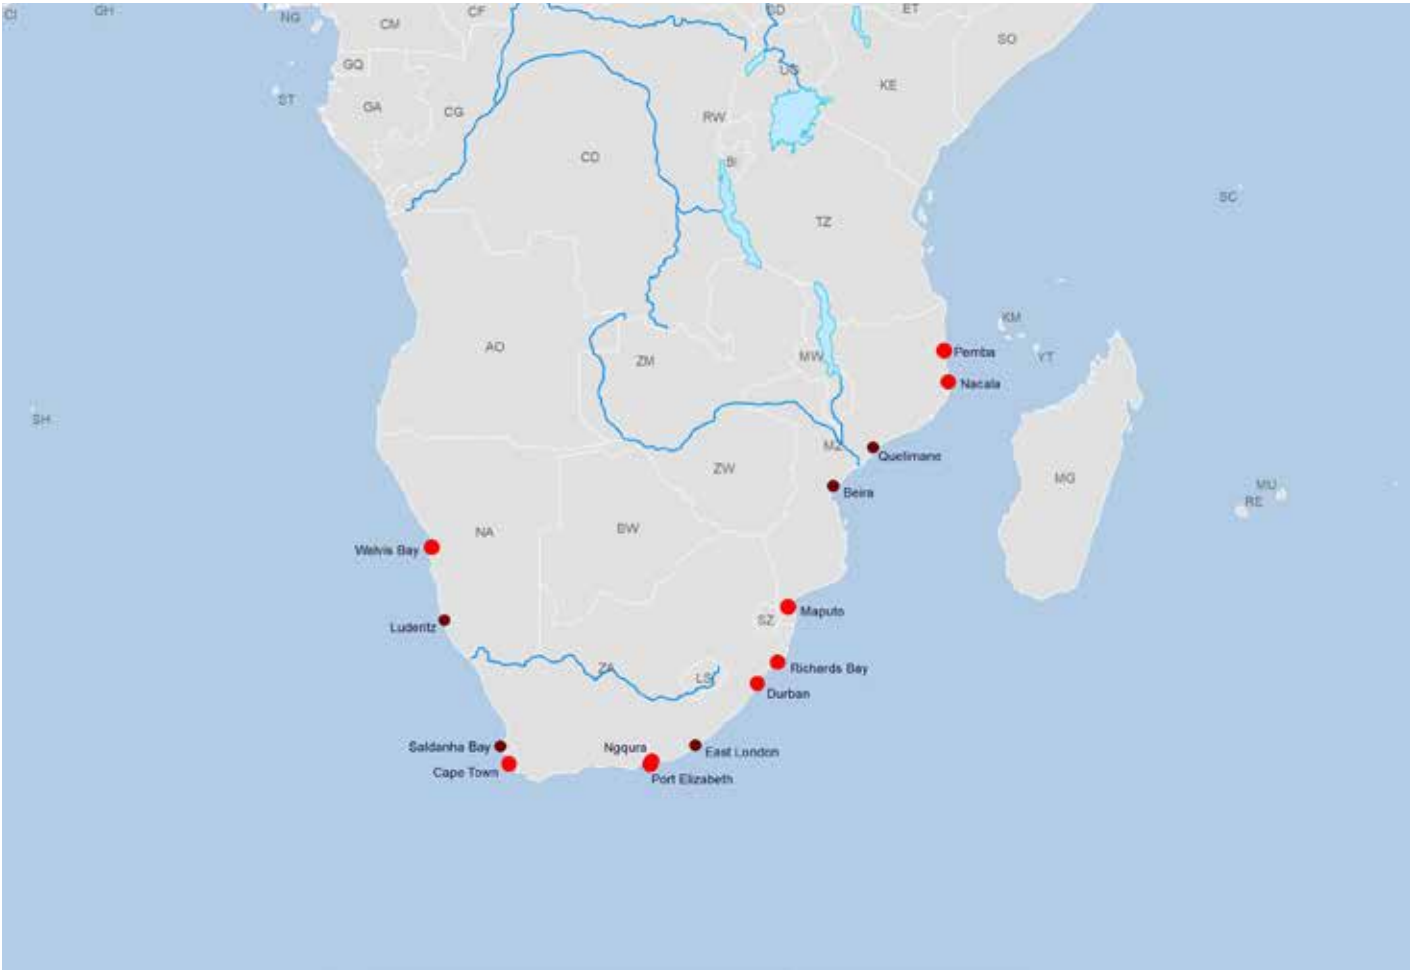 CI
GH
NG
CM
CF
CD
ET
SO
GQ
UG
KE
ST
GA
CG
RW
CD
BI
TZ
SC
KM
AO
ZM
MW
Pemba
YT
Nacala
SH
MZ
Quelimane
ZW
MG
MU
Beira
RE
NA
BW
Walvis Bay
Maputo
SZ
Luderitz
ZA
Richards Bay
LS
Durban
Saldanha Bay
Ngqura
East London
Cape Town
Port Elizabeth